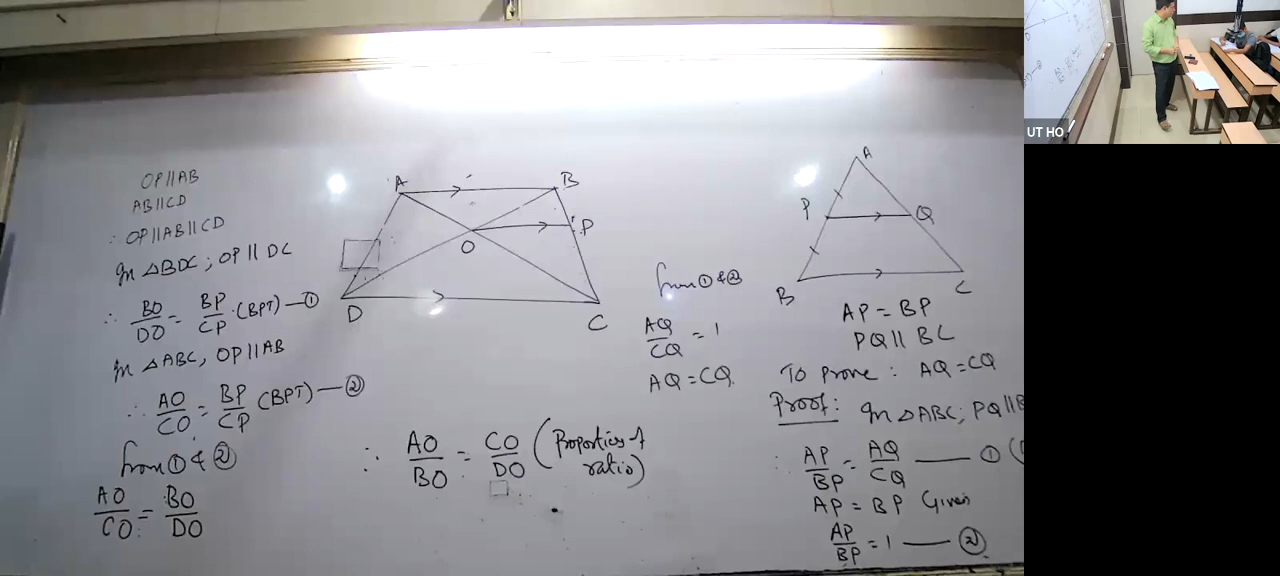 OP || AB
AB || CD
∴ OP || AB || CD
In △BDC; OP || DC
∴ BO/DO = BP/CP (BPT) — ①
In △ABC, OP || AB
∴ AO/CO = BP/CP (BPT) — ②
from ① & ②
AO/CO = BO/DO
A
B
O
P
D
C
∴ AO/BO = CO/DO (Properties of
ratio)
from ① & ②
AQ/CQ = 1
AQ = CQ
A
P
Q
B
C
AP = BP
PQ || BC
To prove : AQ = CQ
Proof: In △ABC; PQ || B
∴ AP/BP = AQ/CQ — ① (
AP = BP Given
AP/BP = 1 — ②
UT HO